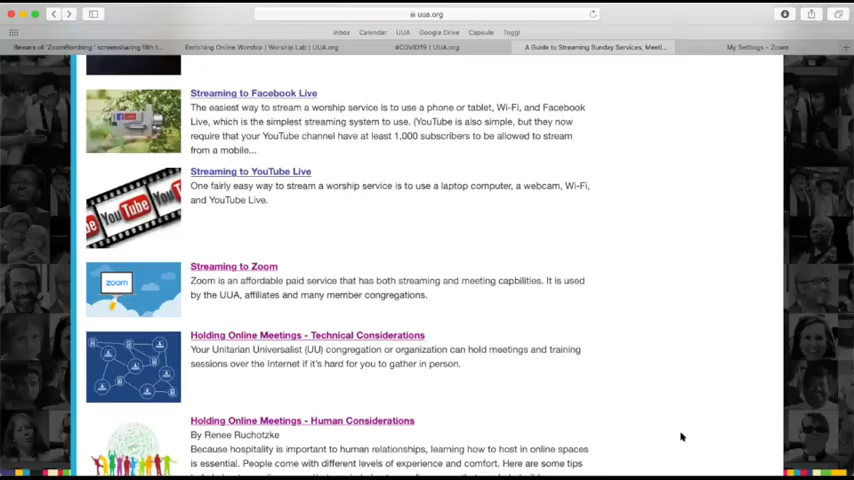 uua.org
Inbox Calendar UUA Google Drive Capsule Toggl
Beware of 'ZoomBombing:' screensharing filth t... Enriching Online Worship | Worship Lab | UUA.org #COVID19 | UUA.org A Guide to Streaming Sunday Services, Meeti... My Settings - Zoom
Streaming to Facebook Live
The easiest way to stream a worship service is to use a phone or tablet, Wi-Fi, and Facebook
Live, which is the simplest streaming system to use. (YouTube is also simple, but they now
require that your YouTube channel have at least 1,000 subscribers to be allowed to stream
from a mobile...
Streaming to YouTube Live
One fairly easy way to stream a worship service is to use a laptop computer, a webcam, Wi-Fi,
and YouTube Live.
You Tube
Streaming to Zoom
Zoom is an affordable paid service that has both streaming and meeting capbilities. It is used
by the UUA, affiliates and many member congregations.
zoom
Holding Online Meetings - Technical Considerations
Your Unitarian Universalist (UU) congregation or organization can hold meetings and training
sessions over the Internet if it's hard for you to gather in person.
Holding Online Meetings - Human Considerations
By Renee Ruchotzke
Because hospitality is important to human relationships, learning how to host in online spaces
is essential. People come with different levels of experience and comfort. Here are some tips